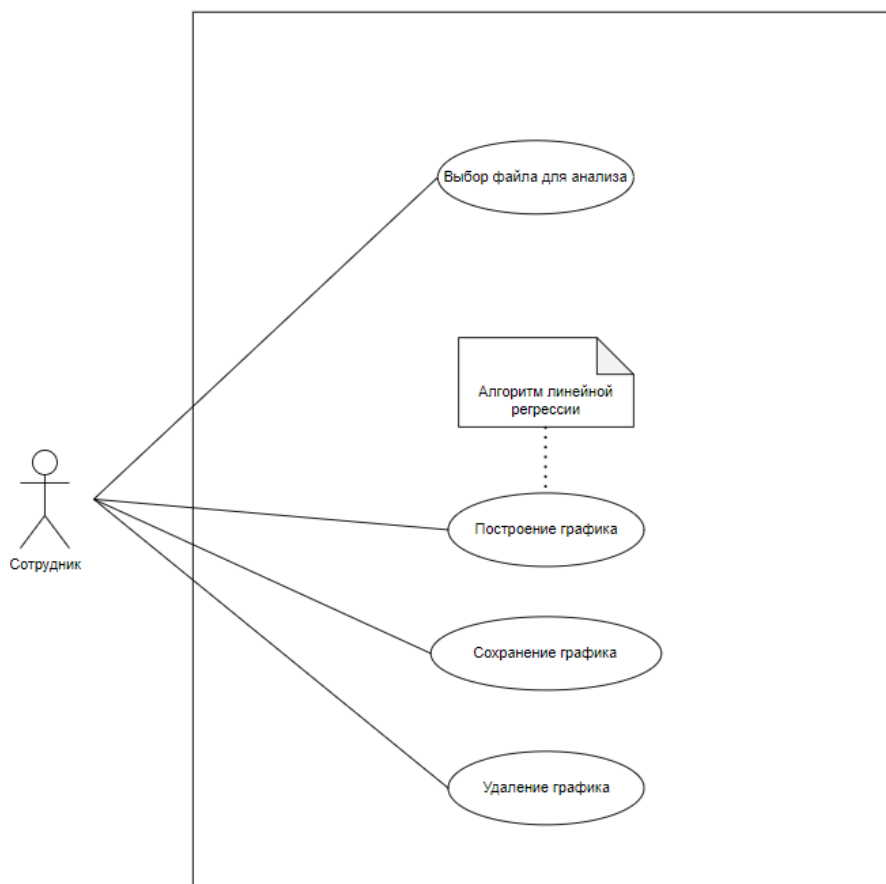 Выбор файла для анализа
Алгоритм линейной
регрессии
Построение графика
Сотрудник
Сохранение графика
Удаление графика